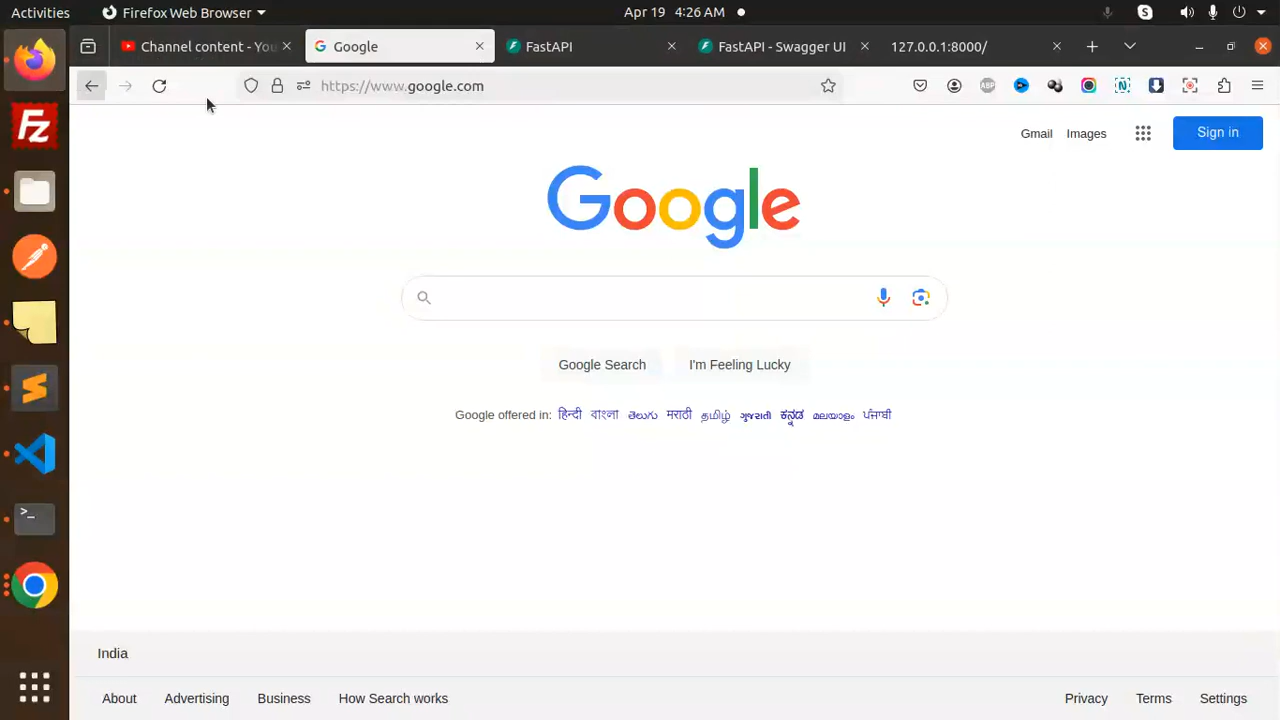 Activities Firefox Web Browser Apr 19 4:26 AM
Channel content - You Google FastAPI FastAPI - Swagger UI 127.0.0.1:8000/
https://www.google.com
Gmail Images Sign in
Google
Google Search I'm Feeling Lucky
Google offered in: हिन्दी বাংলা తెలుగు मराठी தமிழ் ગુજરાતી ಕನ್ನಡ മലയാളം ਪੰਜਾਬੀ
India
About Advertising Business How Search works Privacy Terms Settings